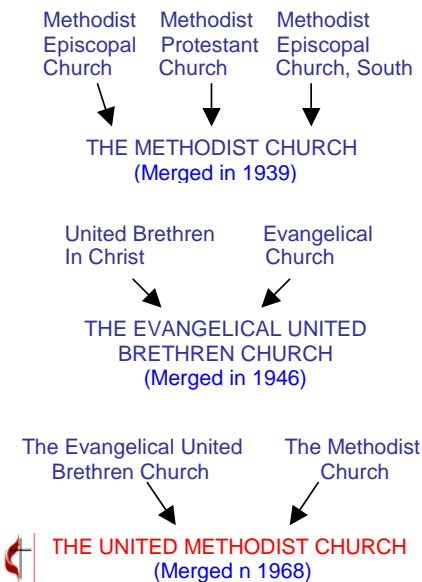 Methodist Episcopal Church
Methodist Protestant Church
Methodist Episcopal Church, South
THE METHODIST CHURCH
(Merged in 1939)
United Brethren In Christ
Evangelical Church
THE EVANGELICAL UNITED
BRETHREN CHURCH
(Merged in 1946)
The Evangelical United
Brethren Church
The Methodist
Church
THE UNITED METHODIST CHURCH
(Merged n 1968)